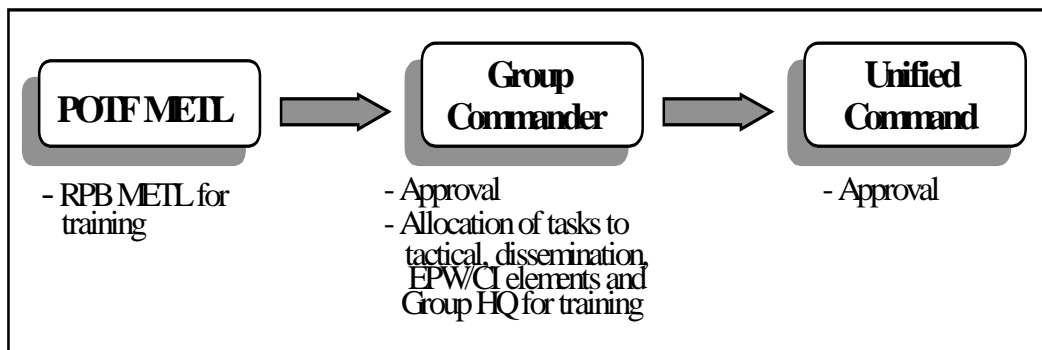 POTF METL
Group
Commander
Unified
Command
- RPB METL for
training
- Approval
- Allocation of tasks to
tactical, dissemination,
EPW/CI elements and
Group HQ for training
- Approval